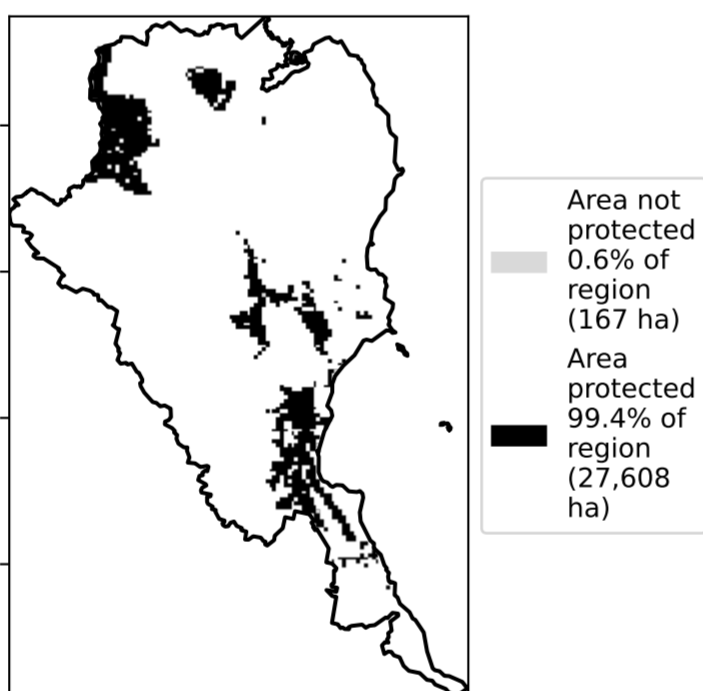 Area not
protected
0.6% of
region
(167 ha)
Area
protected
99.4% of
region
(27,608
ha)